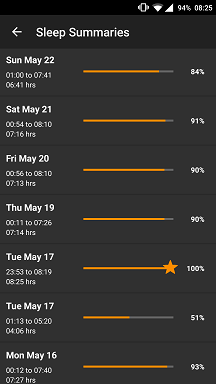 94% 08:25
Sleep Summaries
Sun May 22
01:00 to 07:41
06:41 hrs
84%
Sat May 21
00:54 to 08:10
07:16 hrs
91%
Fri May 20
00:56 to 08:10
07:13 hrs
90%
Thu May 19
00:11 to 07:26
07:14 hrs
90%
Tue May 17
23:53 to 08:19
08:25 hrs
100%
Tue May 17
01:13 to 05:20
04:06 hrs
51%
Mon May 16
00:12 to 07:40
07:27 hrs
93%